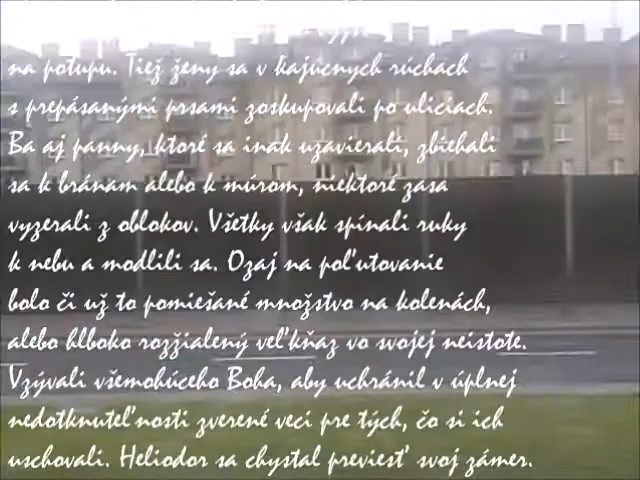 na potupu. Tiež ženy sa v kajúcnych rúchach
s prepásanými prsami zoskupovali po uliciach.
Ba aj panny, ktoré sa inak uzavierali, zbiehali
sa k bránam alebo k múrom, niektoré zasa
vyzerali z oblokov. Všetky však spínali ruky
k nebu a modlili sa. Ozaj na poľutovanie
bolo či už to pomiešané množstvo na kolenách,
alebo hlboko rozžialený veľkňaz vo svojej neistote.
Vzývali všemohúceho Boha, aby uchránil v úplnej
nedotknuteľnosti zverené veci pre tých, čo si ich
uschovali. Heliodor sa chystal previesť svoj zámer.